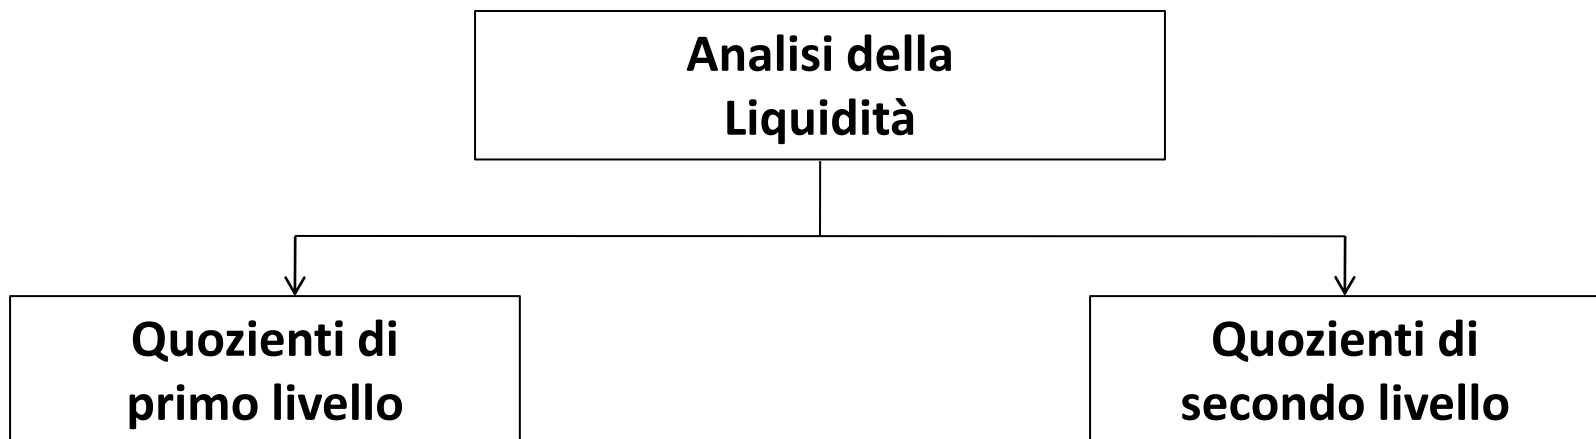 Analisi della
Liquidità
Quozienti di
primo livello
Quozienti di
secondo livello